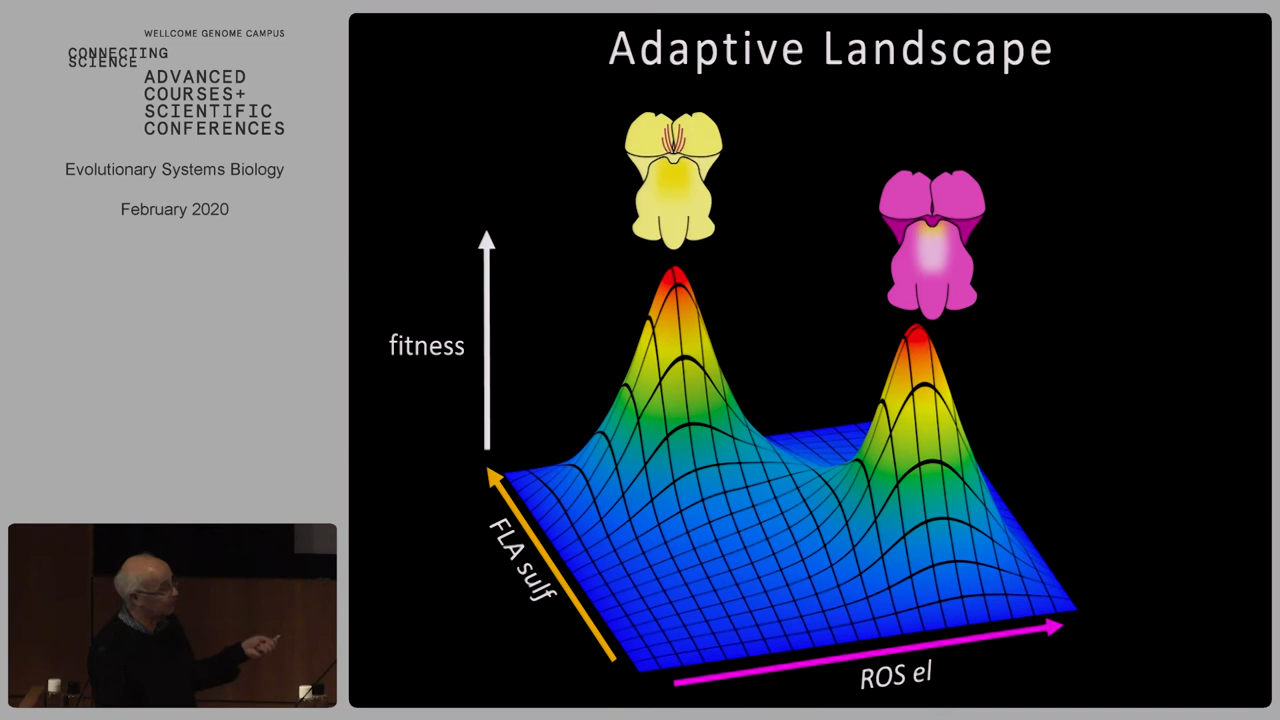 WELLCOME GENOME CAMPUS
CONNECTING
SCIENCE
ADVANCED
COURSES+
SCIENTIFIC
CONFERENCES
Evolutionary Systems Biology
February 2020
Adaptive Landscape
fitness
FLA sulf
ROS el